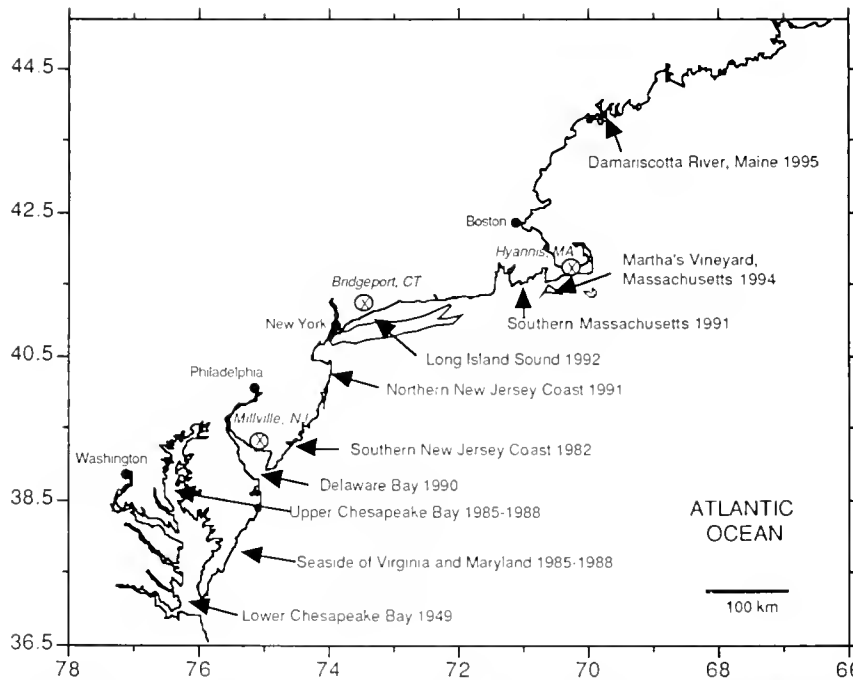 44.5
Damariscotta River, Maine 1995
42.5
Boston
Hyannis, MA
Martha's Vineyard,
Massachusetts 1994
Bridgeport, CT
Southern Massachusetts 1991
New York
40.5
Long Island Sound 1992
Philadelphia
Northern New Jersey Coast 1991
Millville, NJ
Southern New Jersey Coast 1982
Washington
38.5
Delaware Bay 1990
Upper Chesapeake Bay 1985-1988
ATLANTIC
OCEAN
Seaside of Virginia and Maryland 1985-1988
100 km
Lower Chesapeake Bay 1949
36.5
78 76 74 72 70 68 66